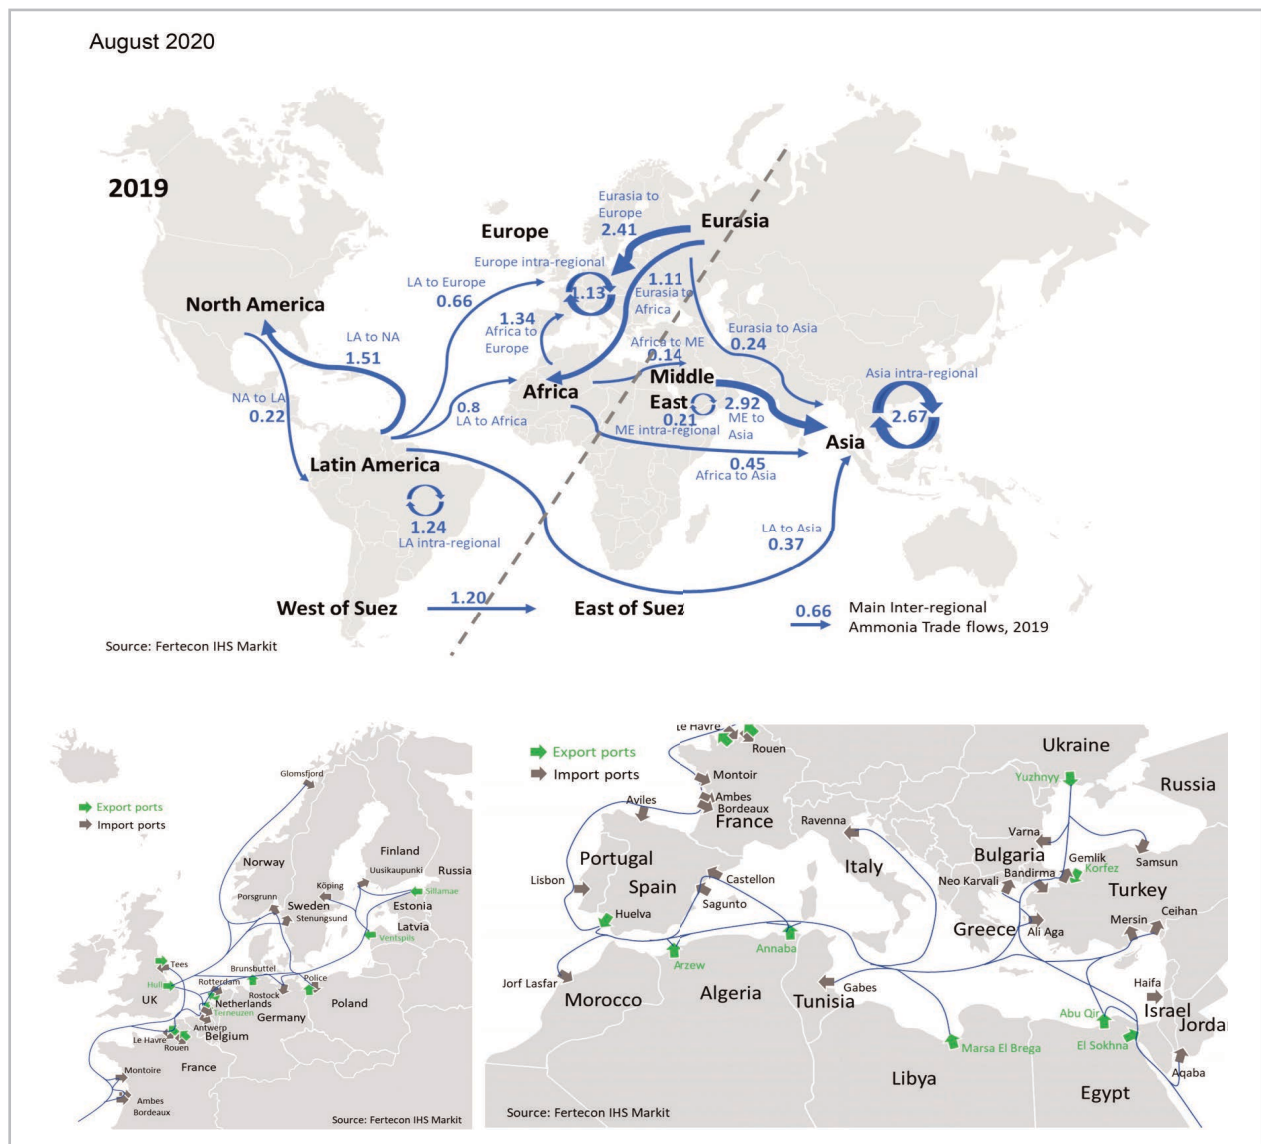 August 2020
2019
Eurasia to
Europe
2.41
Eurasia
Europe
Europe intra-regional
1.13
LA to Europe
0.66
1.11
Eurasia to
Africa
North America
1.34
Africa to
Europe
Eurasia to Asia
0.24
LA to NA
1.51
Africa to ME
0.14
Middle
East
Asia intra-regional
2.67
Africa
NA to LA
0.22
0.8
LA to Africa
0.21
ME intra-regional
2.92
ME to
Asia
Asia
Latin America
0.45
Africa to Asia
1.24
LA intra-regional
LA to Asia
0.37
West of Suez
1.20
East of Suez
0.66
Main Inter-regional
Ammonia Trade flows, 2019
Source: Fertecon IHS Markit
Glomsfjord
Export ports
Import ports
Norway
Finland
Uusikaupunki
Russia
Köping
Sillamae
Porsgrunn
Sweden
Estonia
Stenungsund
Latvia
Ventspils
Tees
Brunsbuttel
Hull
Rotterdam
Police
UK
Rostock
Netherlands
Poland
Terneuzen
Germany
Antwerp
Le Havre
Belgium
Rouen
France
Montoire
Ambes
Bordeaux
Source: Fertecon IHS Markit
Le Havre
Export ports
Rouen
Ukraine
Import ports
Montoir
Yuzhnyy
Russia
Aviles
Ambes
Bordeaux
France
Ravenna
Varna
Portugal
Italy
Bulgaria
Gemlik
Samsun
Lisbon
Spain
Castellon
Bandirma
Korfez
Neo Karvali
Turkey
Sagunto
Huelva
Greece
Ali Aga
Mersin
Ceihan
Annaba
Arzew
Jorf Lasfar
Morocco
Algeria
Tunisia
Gabes
Haifa
Israel
Abu Qir
Jorda
Marsa El Brega
El Sokhna
Aqaba
Libya
Egypt
Source: Fertecon IHS Markit